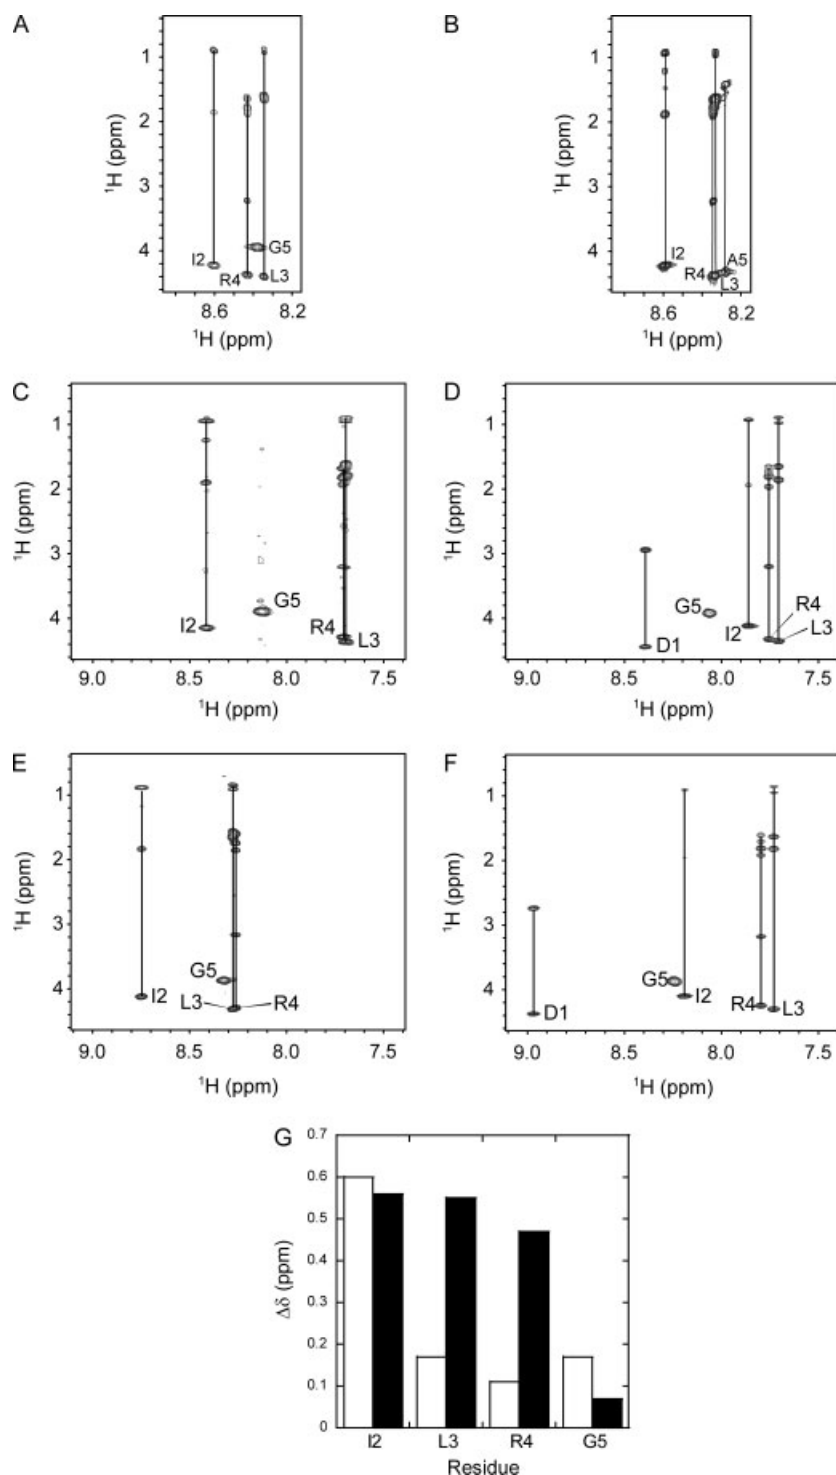 A
B
1
2
3
4
¹H (ppm)
I2
R4
L3
G5
8.6
8.2
¹H (ppm)
1
2
3
4
¹H (ppm)
I2
R4
L3
A5
8.6
8.2
¹H (ppm)
C
D
1
2
3
4
¹H (ppm)
I2
G5
R4
L3
9.0
8.5
8.0
7.5
¹H (ppm)
1
2
3
4
¹H (ppm)
D1
G5
I2
R4
L3
9.0
8.5
8.0
7.5
¹H (ppm)
E
F
1
2
3
4
¹H (ppm)
I2
G5
L3
R4
9.0
8.5
8.0
7.5
¹H (ppm)
1
2
3
4
¹H (ppm)
D1
G5
I2
R4
L3
9.0
8.5
8.0
7.5
¹H (ppm)
G
0.7
0.6
0.5
0.4
0.3
0.2
0.1
0
Δδ (ppm)
I2
L3
R4
G5
Residue